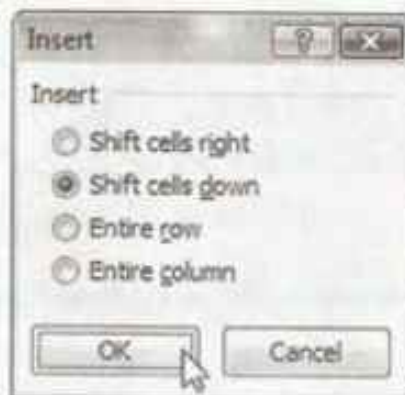 Insert
Insert
Shift cells right
Shift cells down
Entire row
Entire column
OK
Cancel